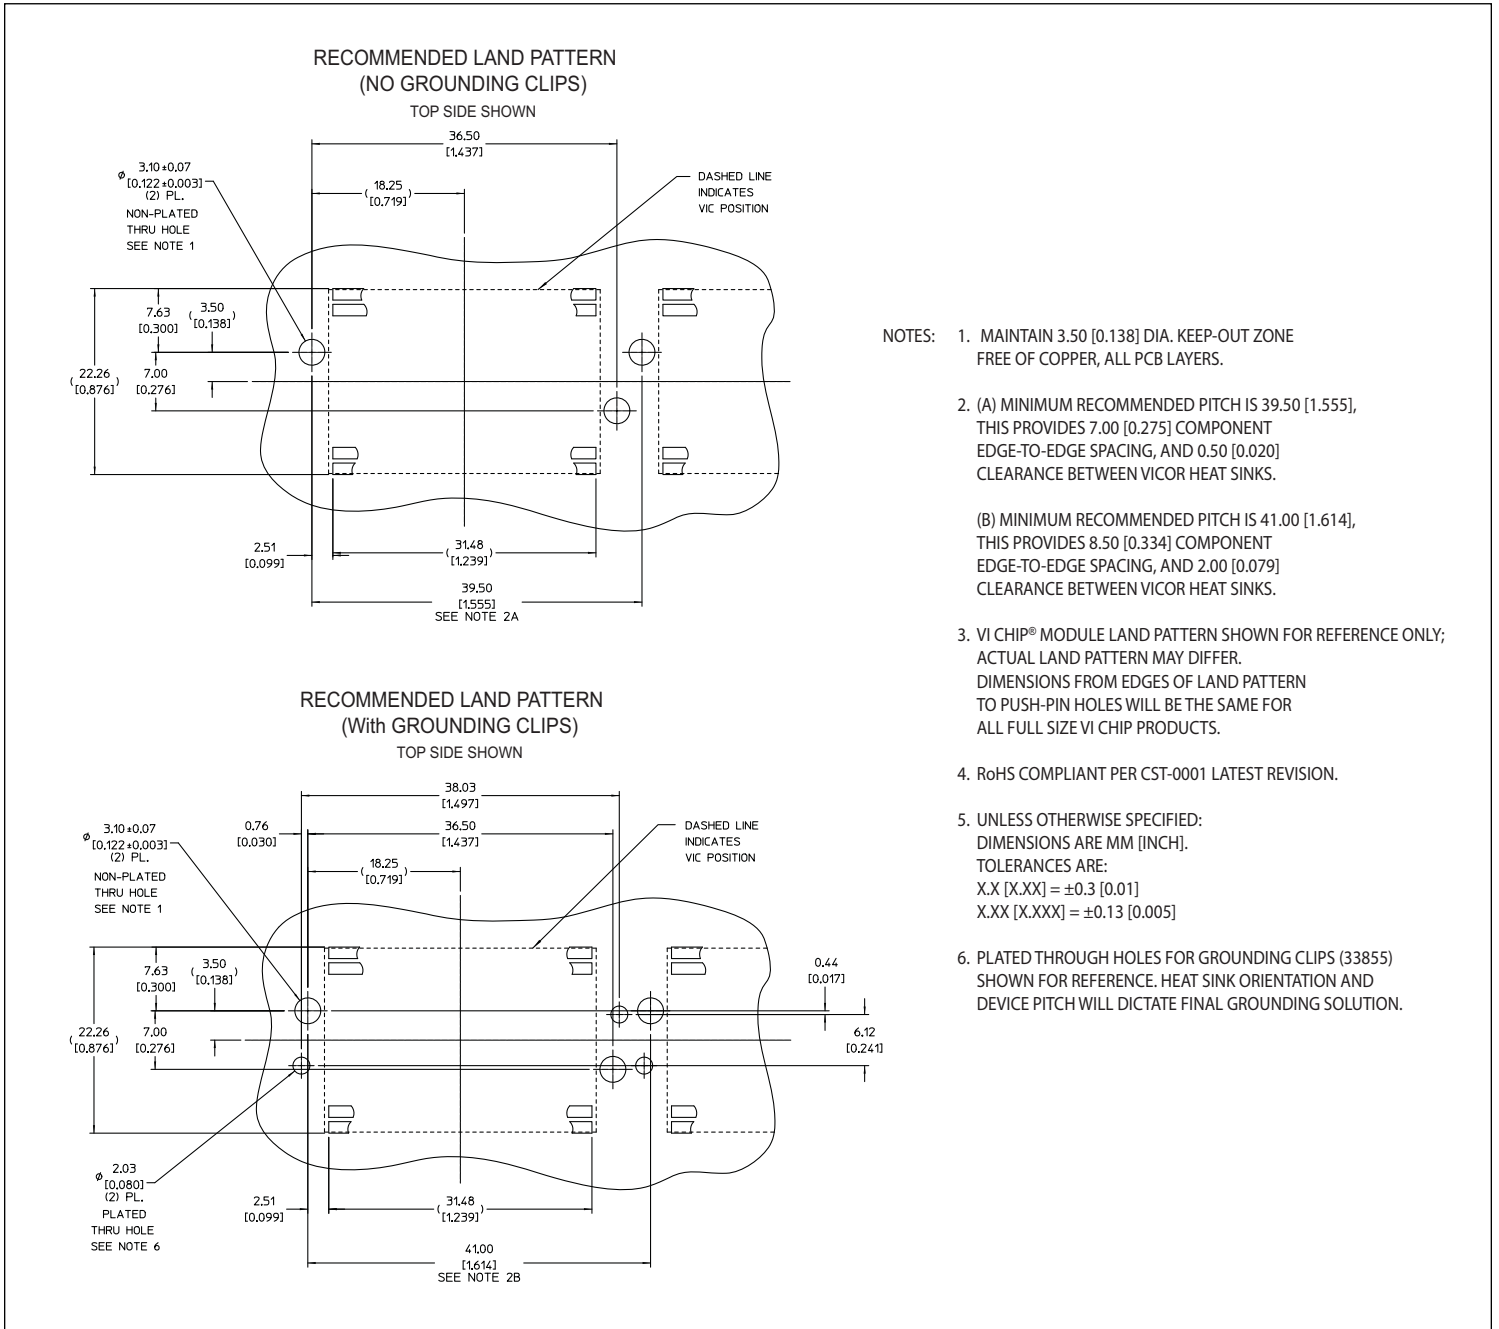 RECOMMENDED LAND PATTERN
(NO GROUNDING CLIPS)
TOP SIDE SHOWN
36.50
[1.437]
ø 3.10±0.07
[0.122±0.003]
(2) PL.
NON-PLATED
THRU HOLE
SEE NOTE 1
(18.25
[0.719])
DASHED LINE
INDICATES
VIC POSITION
7.63
[0.300]
(3.50
[0.138])
(22.26
[0.876])
7.00
[0.276]
2.51
[0.099]
(31.48
[1.239])
39.50
[1.555]
SEE NOTE 2A
RECOMMENDED LAND PATTERN
(With GROUNDING CLIPS)
TOP SIDE SHOWN
38.03
[1.497]
ø 3.10±0.07
[0.122±0.003]
(2) PL.
NON-PLATED
THRU HOLE
SEE NOTE 1
0.76
[0.030]
36.50
[1.437]
(18.25
[0.719])
DASHED LINE
INDICATES
VIC POSITION
7.63
[0.300]
(3.50
[0.138])
0.44
[0.017]
(22.26
[0.876])
7.00
[0.276]
6.12
[0.241]
ø 2.03
[0.080]
(2) PL.
PLATED
THRU HOLE
SEE NOTE 6
2.51
[0.099]
(31.48
[1.239])
41.00
[1.614]
SEE NOTE 2B
NOTES: 1. MAINTAIN 3.50 [0.138] DIA. KEEP-OUT ZONE
FREE OF COPPER, ALL PCB LAYERS.
2. (A) MINIMUM RECOMMENDED PITCH IS 39.50 [1.555],
THIS PROVIDES 7.00 [0.275] COMPONENT
EDGE-TO-EDGE SPACING, AND 0.50 [0.020]
CLEARANCE BETWEEN VICOR HEAT SINKS.
(B) MINIMUM RECOMMENDED PITCH IS 41.00 [1.614],
THIS PROVIDES 8.50 [0.334] COMPONENT
EDGE-TO-EDGE SPACING, AND 2.00 [0.079]
CLEARANCE BETWEEN VICOR HEAT SINKS.
3. VI CHIP® MODULE LAND PATTERN SHOWN FOR REFERENCE ONLY;
ACTUAL LAND PATTERN MAY DIFFER.
DIMENSIONS FROM EDGES OF LAND PATTERN
TO PUSH-PIN HOLES WILL BE THE SAME FOR
ALL FULL SIZE VI CHIP PRODUCTS.
4. RoHS COMPLIANT PER CST-0001 LATEST REVISION.
5. UNLESS OTHERWISE SPECIFIED:
DIMENSIONS ARE MM [INCH].
TOLERANCES ARE:
X.X [X.XX] = ±0.3 [0.01]
X.XX [X.XXX] = ±0.13 [0.005]
6. PLATED THROUGH HOLES FOR GROUNDING CLIPS (33855)
SHOWN FOR REFERENCE. HEAT SINK ORIENTATION AND
DEVICE PITCH WILL DICTATE FINAL GROUNDING SOLUTION.